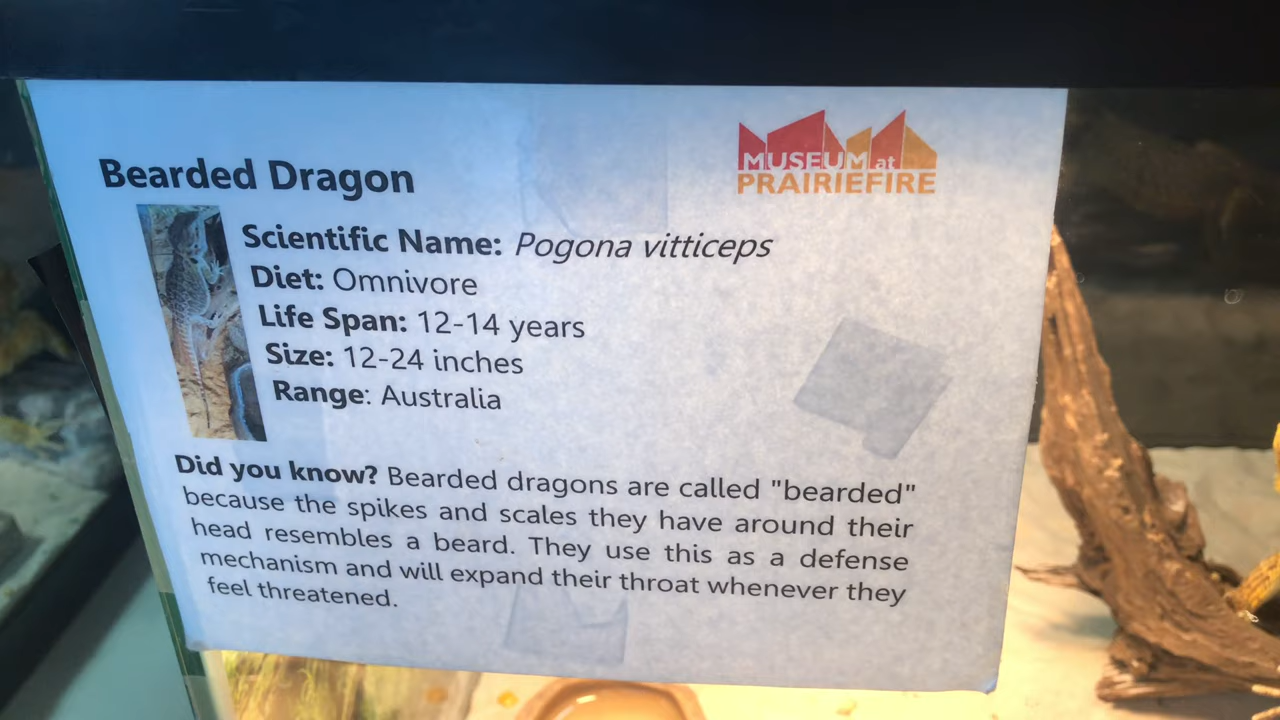 Bearded Dragon
MUSEUM at
PRAIRIEFIRE
Scientific Name: Pogona vitticeps
Diet: Omnivore
Life Span: 12-14 years
Size: 12-24 inches
Range: Australia
Did you know? Bearded dragons are called "bearded"
because the spikes and scales they have around their
head resembles a beard. They use this as a defense
mechanism and will expand their throat whenever they
feel threatened.